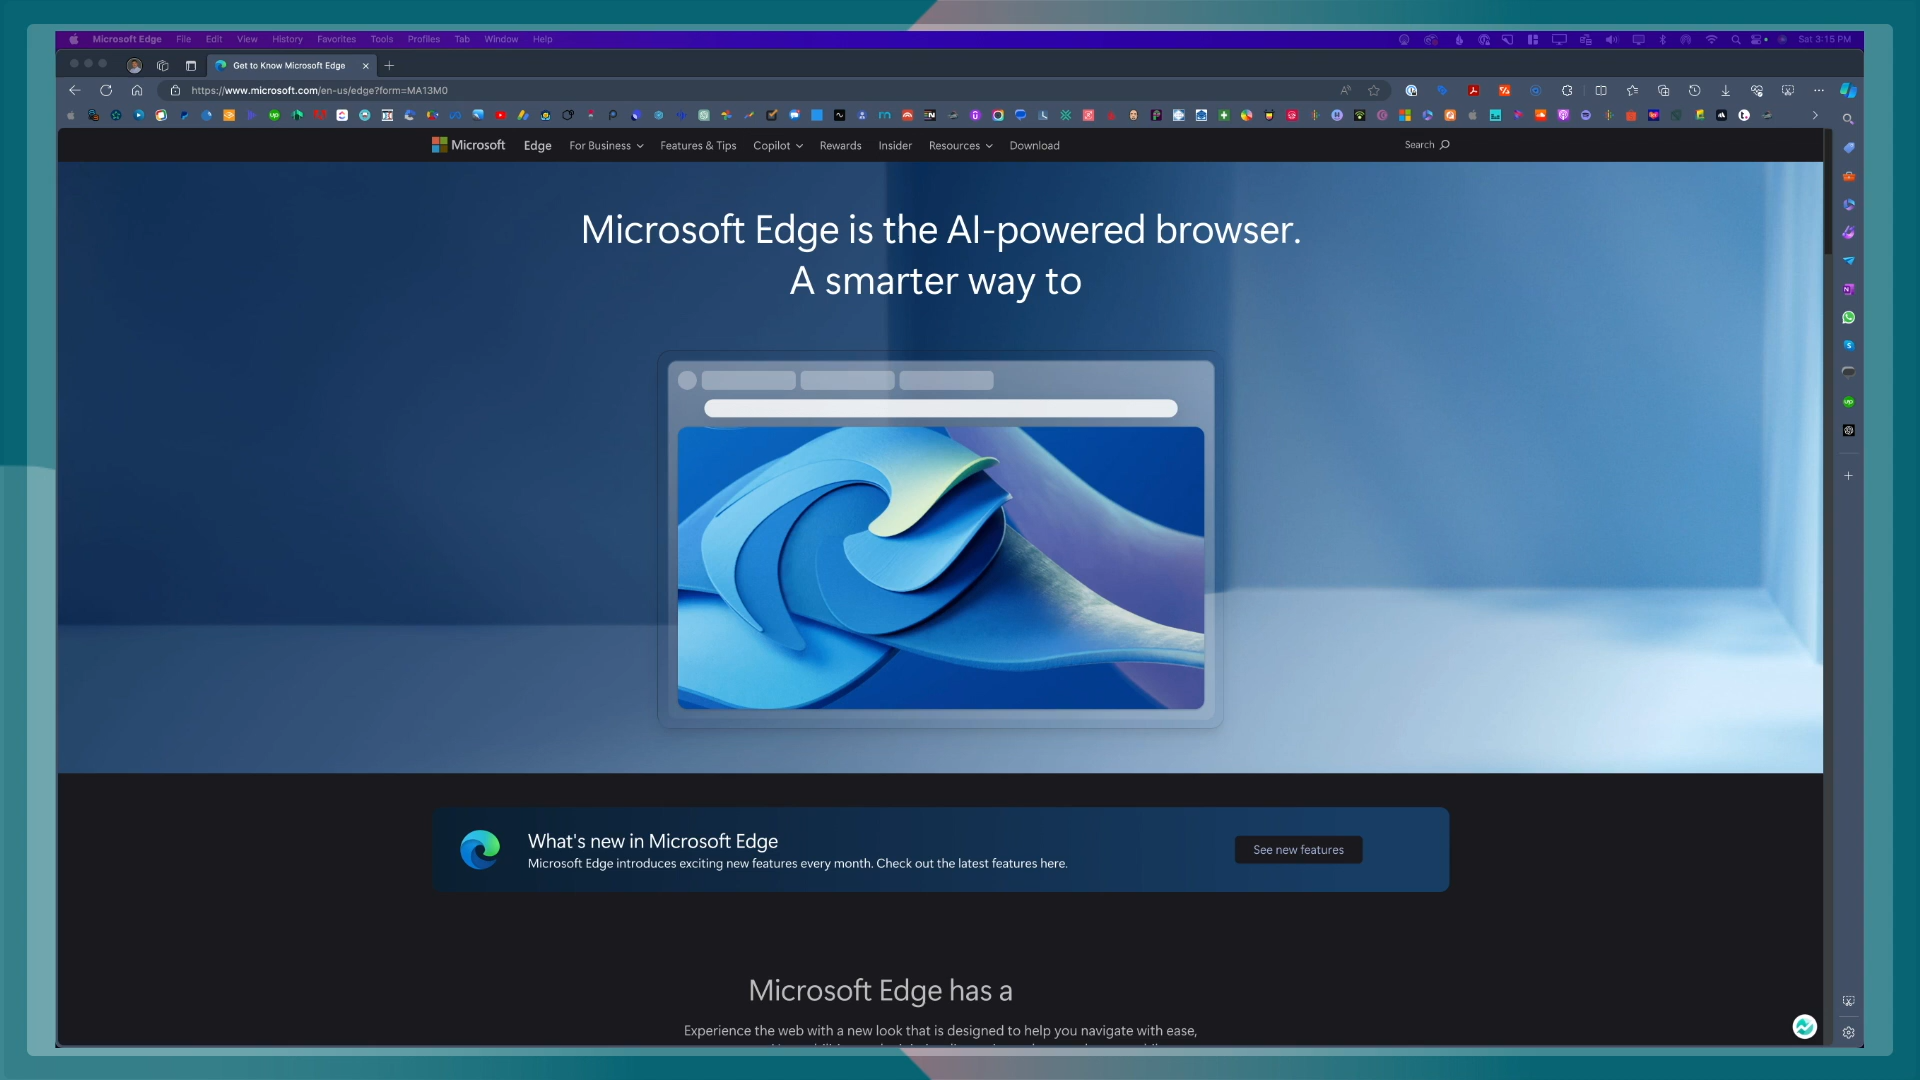 Microsoft Edge File Edit View History Favorites Tools Profiles Tab Window Help Sat 3:15 PM
Get to Know Microsoft Edge
https://www.microsoft.com/en-us/edge?form=MA13M0
Microsoft Edge For Business Features & Tips Copilot Rewards Insider Resources Download Search
Microsoft Edge is the AI-powered browser.
A smarter way to
What's new in Microsoft Edge
Microsoft Edge introduces exciting new features every month. Check out the latest features here.
See new features
Microsoft Edge has a
Experience the web with a new look that is designed to help you navigate with ease,